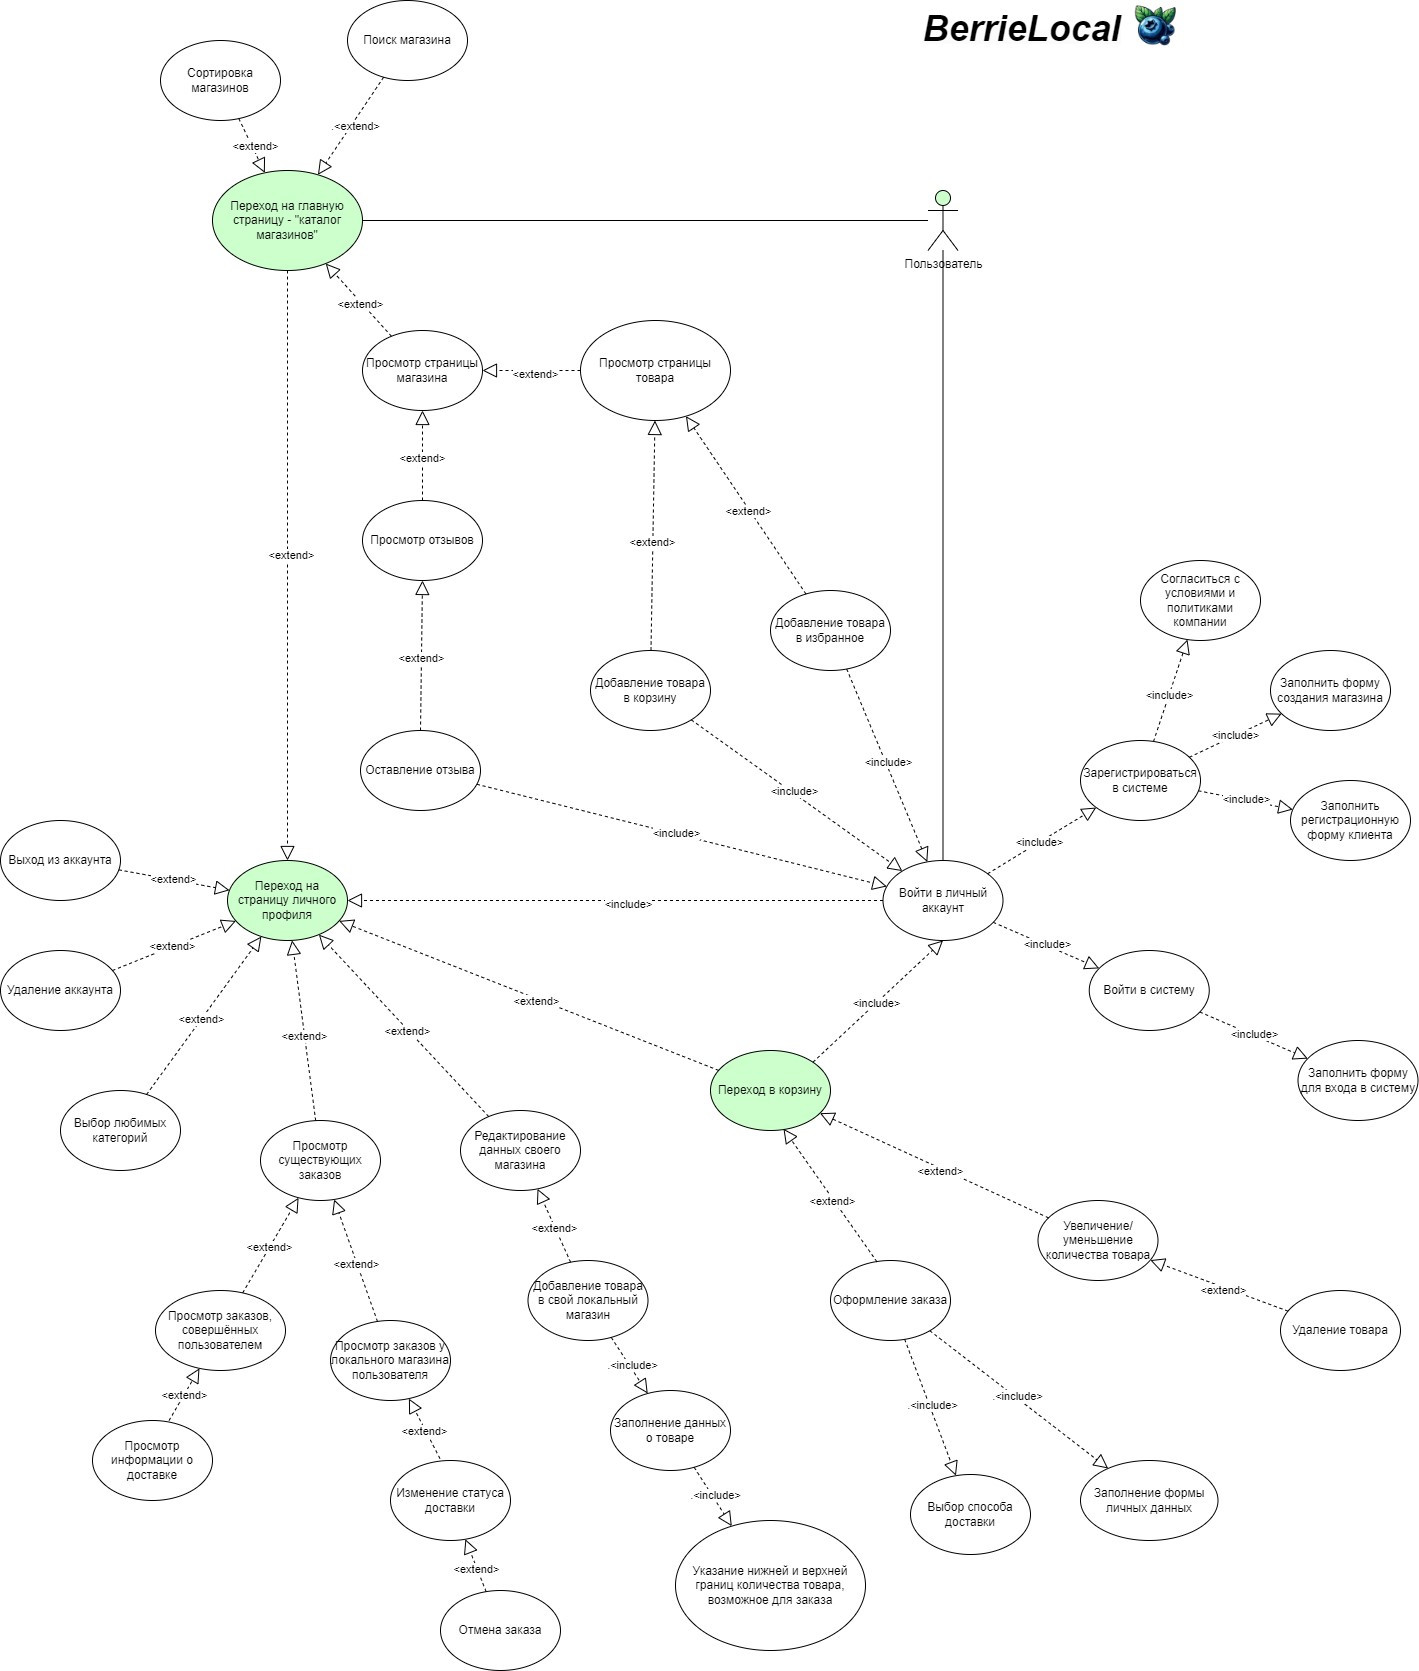 BerrieLocal
Поиск магазина
Сортировка
магазинов
.<extend>
<extend>
Переход на главную
страницу - "каталог
магазинов"
Пользователь
<extend>
Просмотр страницы
магазина
<extend>
Просмотр страницы
товара
<extend>
<extend>
Просмотр отзывов
<extend>
<extend>
<extend>
Согласиться с
условиями и
политиками
компании
Добавление товара
в избранное
<extend>
Добавление товара
в корзину
Заполнить форму
создания магазина
<include>
<include>
Оставление отзыва
<include>
Зарегистрироваться
в системе
<include>
<include>
Заполнить
регистрационную
форму клиента
<include>
<include>
Выход из аккаунта
<extend>
Переход на
страницу личного
профиля
<include>
Войти в личный
аккаунт
<extend>
<include>
Удаление аккаунта
<extend>
<include>
Войти в систему
<extend>
<extend>
<extend>
<include>
Переход в корзину
Заполнить форму
для входа в систему
Выбор любимых
категорий
Просмотр
существующих
заказов
Редактирование
данных своего
магазина
<extend>
<extend>
Увеличение/
уменьшение
количества товара
<extend>
<extend>
<extend>
<extend>
Добавление товара
в свой локальный
магазин
Оформление заказа
Просмотр заказов,
совершённых
пользователем
Удаление товара
Просмотр заказов у
локального магазина
пользователя
.<include>
<extend>
.<include>
.<include>
Заполнение данных
о товаре
<extend>
Просмотр
информации о
доставке
Изменение статуса
доставки
.<include>
Выбор способа
доставки
Заполнение формы
личных данных
<extend>
Указание нижней и верхней
границ количества товара,
возможное для заказа
Отмена заказа